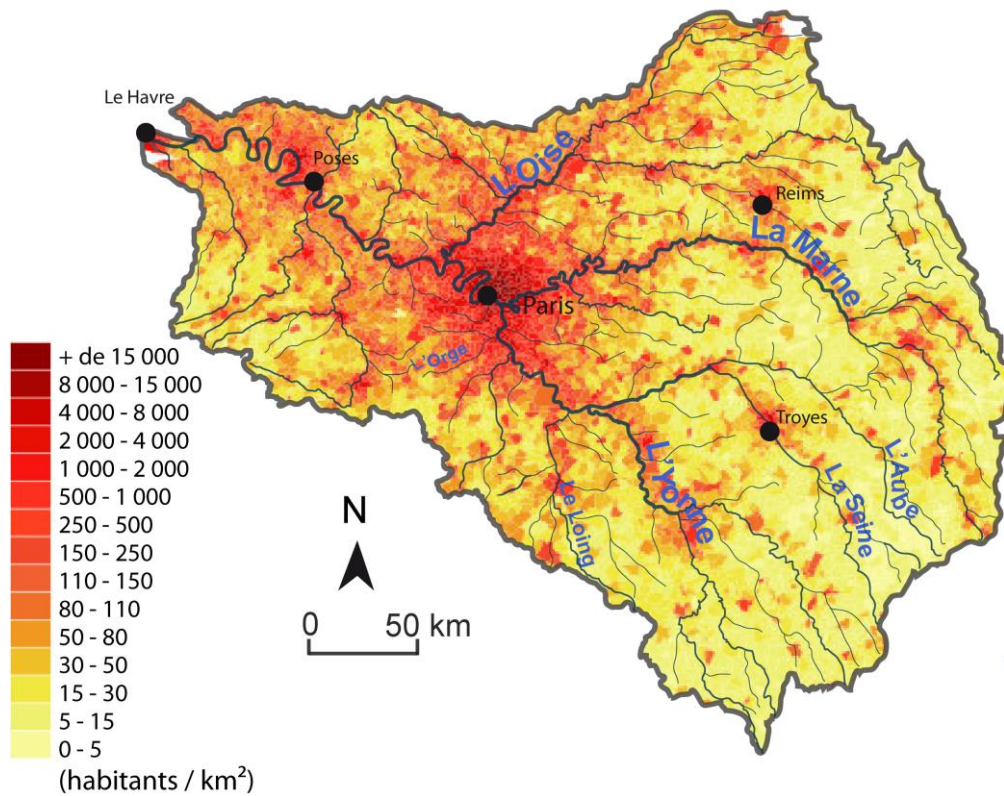 Le Havre
Poses
L'Oise
Reims
La Marne
Paris
L'Orge
Troyes
L'Yonne
Le Loing
La Seine
L'Aube
+ de 15 000
8 000 - 15 000
4 000 - 8 000
2 000 - 4 000
1 000 - 2 000
500 - 1 000
250 - 500
150 - 250
110 - 150
80 - 110
50 - 80
30 - 50
15 - 30
5 - 15
0 - 5
(habitants / km²)
N
0 50 km